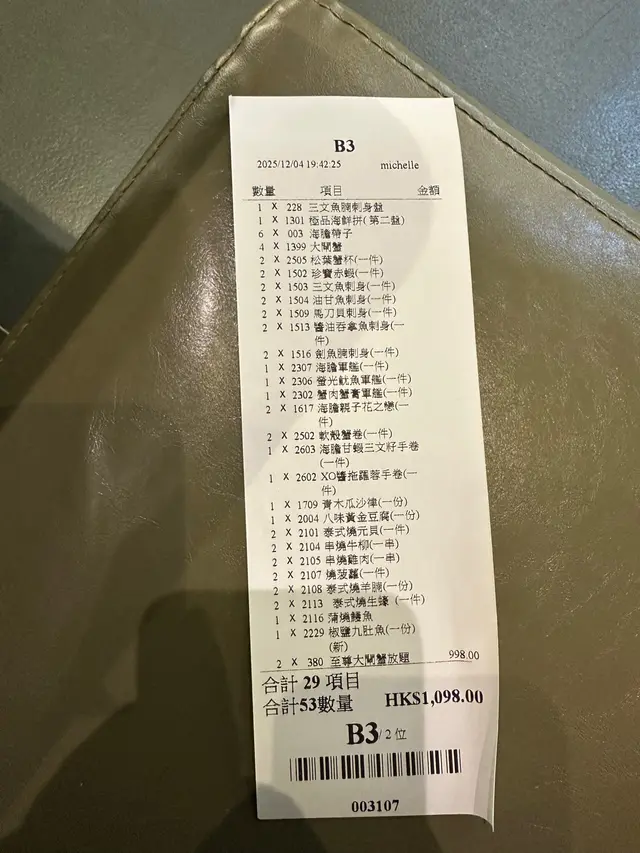 B3
2025/12/04 19:42:25 michelle
數量 項目 金額
1 X 228 三文魚腩刺身盤
1 X 1301 極品海鮮拼(第二盤)
6 X 003 海膽帶子
4 X 1399 大閘蟹
2 X 2505 松葉蟹杯(一件)
2 X 1502 珍寶赤蝦(一件)
2 X 1503 三文魚刺身(一件)
2 X 1504 油甘魚刺身(一件)
2 X 1509 馬刀貝刺身(一件)
2 X 1513 醬油吞拿魚刺身(一
件)
2 X 1516 劍魚腩刺身(一件)
1 X 2307 海膽軍艦(一件)
1 X 2306 螢光魷魚軍艦(一件)
1 X 2302 蟹肉蟹膏軍艦(一件)
2 X 1617 海膽親子花之戀(一
件)
2 X 2502 軟殼蟹卷(一件)
1 X 2603 海膽甘蝦三文籽手卷
(一件)
1 X 2602 XO醬拖羅蓉手卷(一
件)
1 X 1709 青木瓜沙律(一份)
1 X 2004 八味黃金豆腐(一份)
2 X 2101 泰式燒元貝(一件)
2 X 2104 串燒牛柳(一串)
2 X 2105 串燒雞肉(一串)
2 X 2107 燒菠蘿(一件)
2 X 2108 泰式燒羊腩(一份)
2 X 2113 泰式燒生蠔 (一件)
1 X 2116 蒲燒鰻魚
1 X 2229 椒鹽九肚魚(一份)
(新)
2 X 380 至尊大閘蟹放題 998.00
合計 29 項目
合計53數量 HK$1,098.00
B3/ 2 位
003107